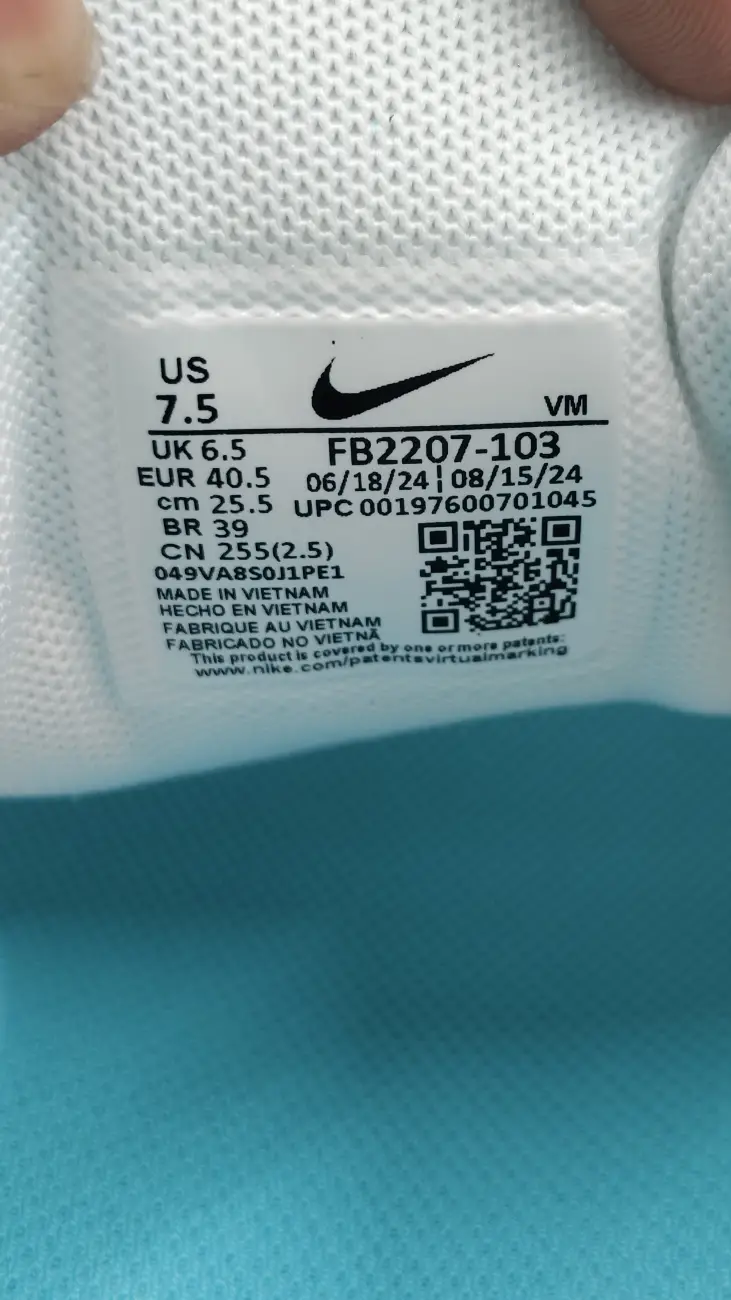 US
7.5
VM
UK 6.5
FB2207-103
EUR 40.5
06/18/24 | 08/15/24
cm 25.5
UPC 00197600701045
BR 39
CN 255(2.5)
049VA8S0J1PE1
MADE IN VIETNAM
HECHO EN VIETNAM
FABRIQUE AU VIETNAM
FABRICADO NO VIETNÃ
This product is covered by one or more patents:
www.nike.com/patentsvirtualmarking